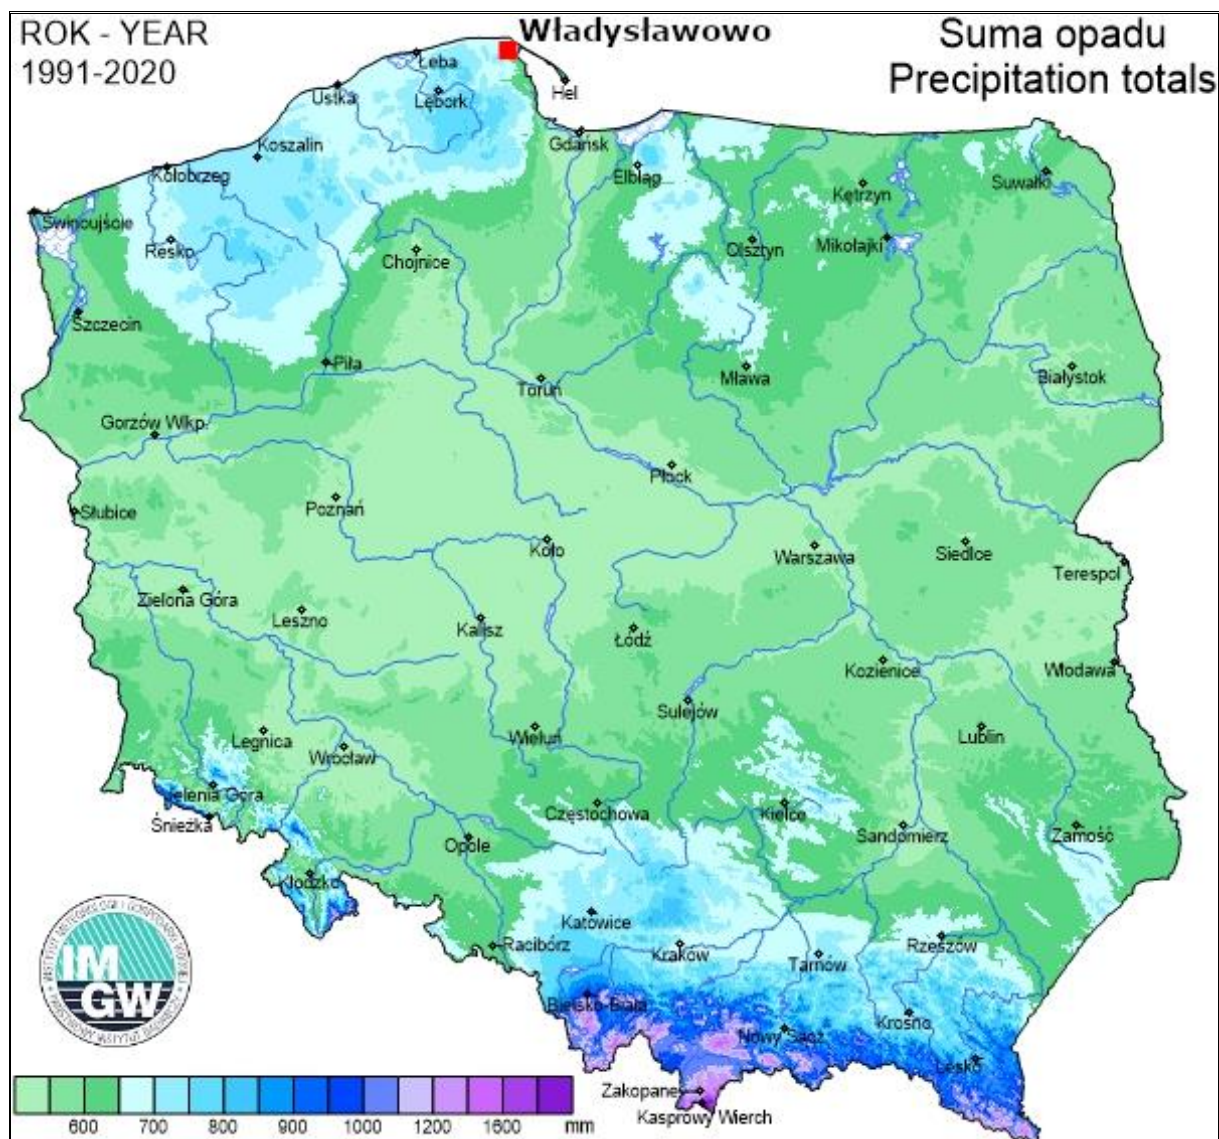 ROK - YEAR
1991-2020
Władysławowo
Suma opadu
Precipitation totals
Łeba
Hel
Ustka
Lębork
Gdańsk
Koszalin
Kołobrzeg
Elbląg
Kętrzyn
Suwałki
Świnoujście
Resko
Chojnice
Olsztyn
Mikołajki
Szczecin
Piła
Toruń
Mława
Białystok
Gorzów Wlkp.
Płock
Słubice
Poznań
Koło
Warszawa
Siedlce
Terespol
Zielona Góra
Leszno
Kalisz
Łódź
Kozienice
Włodawa
Sulejów
Legnica
Wrocław
Wieluń
Lublin
Jelenia Góra
Śnieżka
Częstochowa
Kielce
Sandomierz
Zamość
Opole
Kłodzko
Katowice
Racibórz
Kraków
Tarnów
Rzeszów
IM
GW
Bielsko-Biała
Nowy Sącz
Krosno
Lesko
Zakopane
Kasprowy Wierch
600 700 800 900 1000 1200 1600 mm